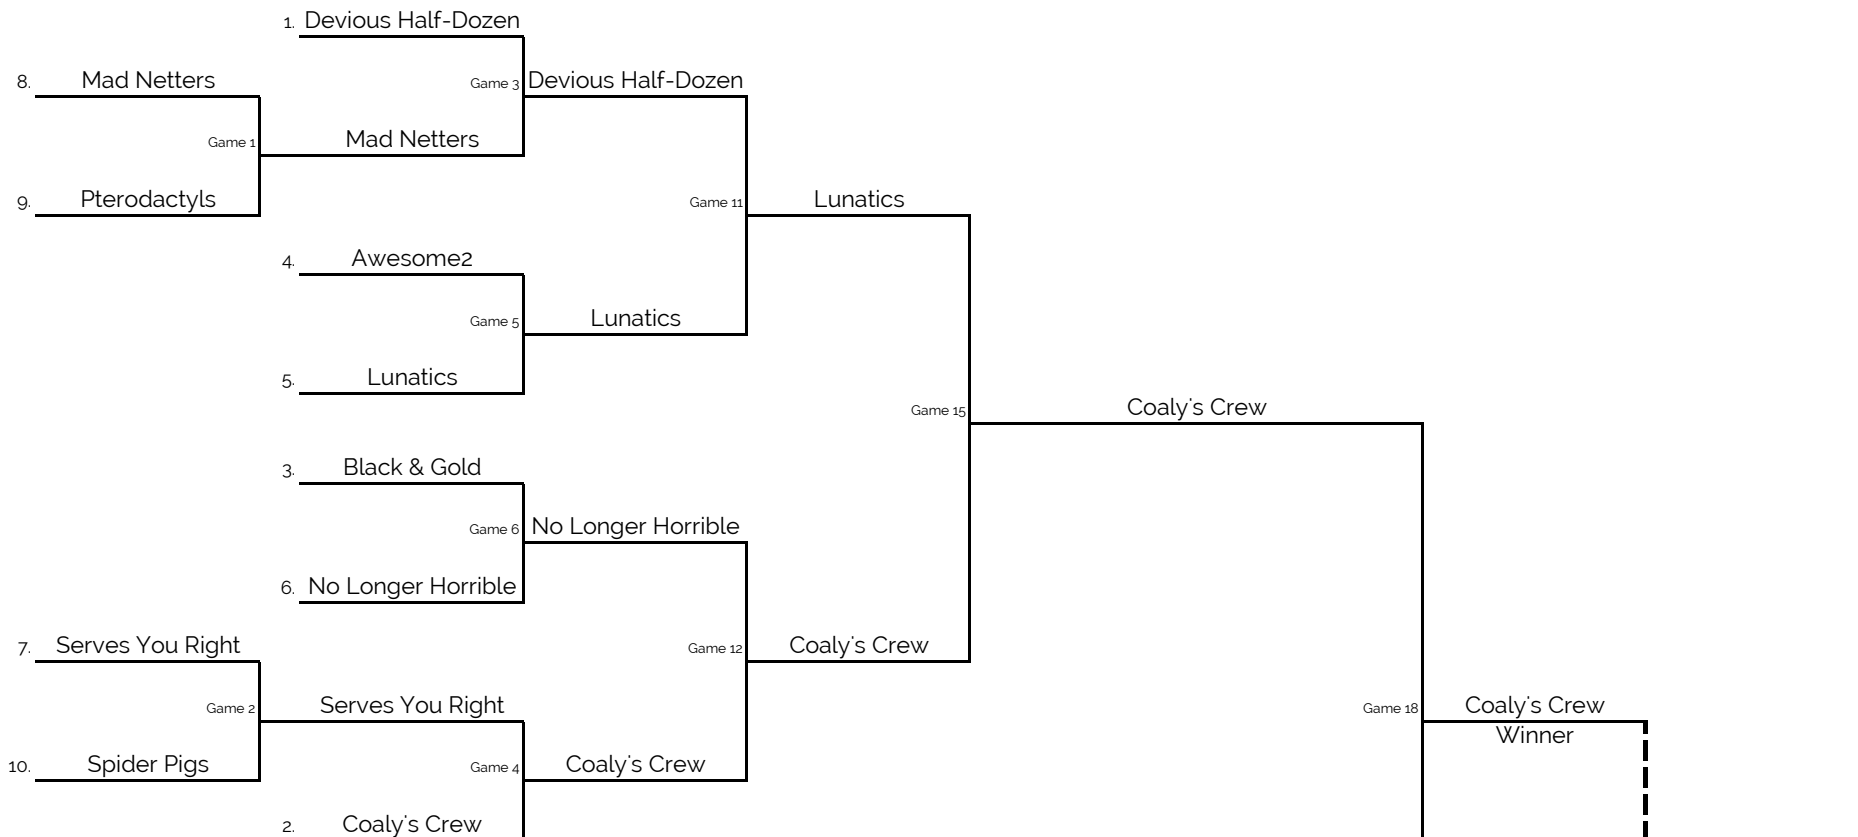 1. Devious Half-Dozen
8. Mad Netters
Game 3 Devious Half-Dozen
Game 1 Mad Netters
9. Pterodactyls
Game 11 Lunatics
4. Awesome2
Game 5 Lunatics
5. Lunatics
Game 15 Coaly's Crew
3. Black & Gold
Game 6 No Longer Horrible
6. No Longer Horrible
7. Serves You Right
Game 12 Coaly's Crew
Game 2 Serves You Right
Game 18 Coaly's Crew
Winner
10. Spider Pigs
Game 4 Coaly's Crew
2. Coaly's Crew